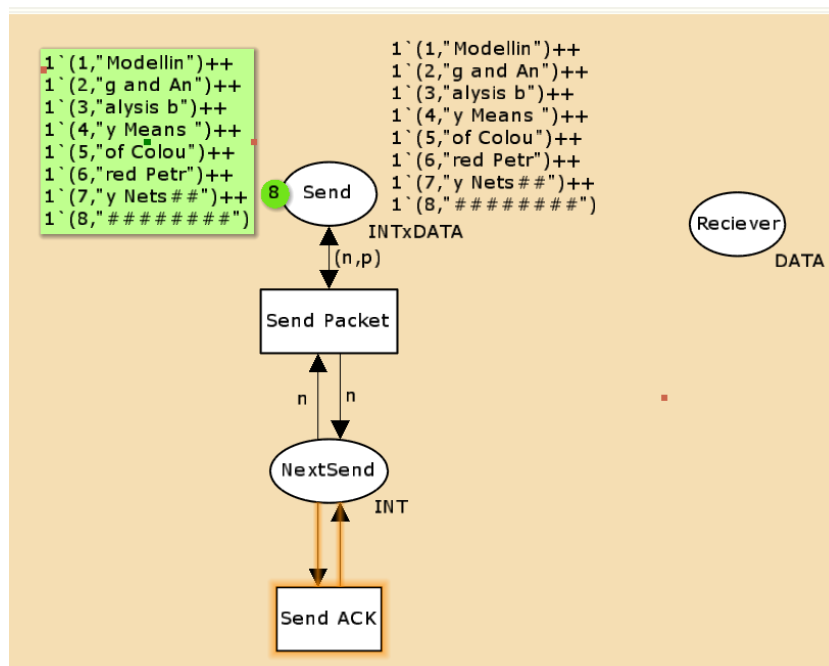 1`(1,"Modellin")++
1`(2,"g and An")++
1`(3,"alysis b")++
1`(4,"y Means ")++
1`(5,"of Colou")++
1`(6,"red Petr")++
1`(7,"y Nets##")++
1`(8,"########")
1`(1,"Modellin")++
1`(2,"g and An")++
1`(3,"alysis b")++
1`(4,"y Means ")++
1`(5,"of Colou")++
1`(6,"red Petr")++
1`(7,"y Nets##")++
1`(8,"########")
8
Send
INTxDATA
Reciever
DATA
(n,p)
Send Packet
n
n
NextSend
INT
Send ACK